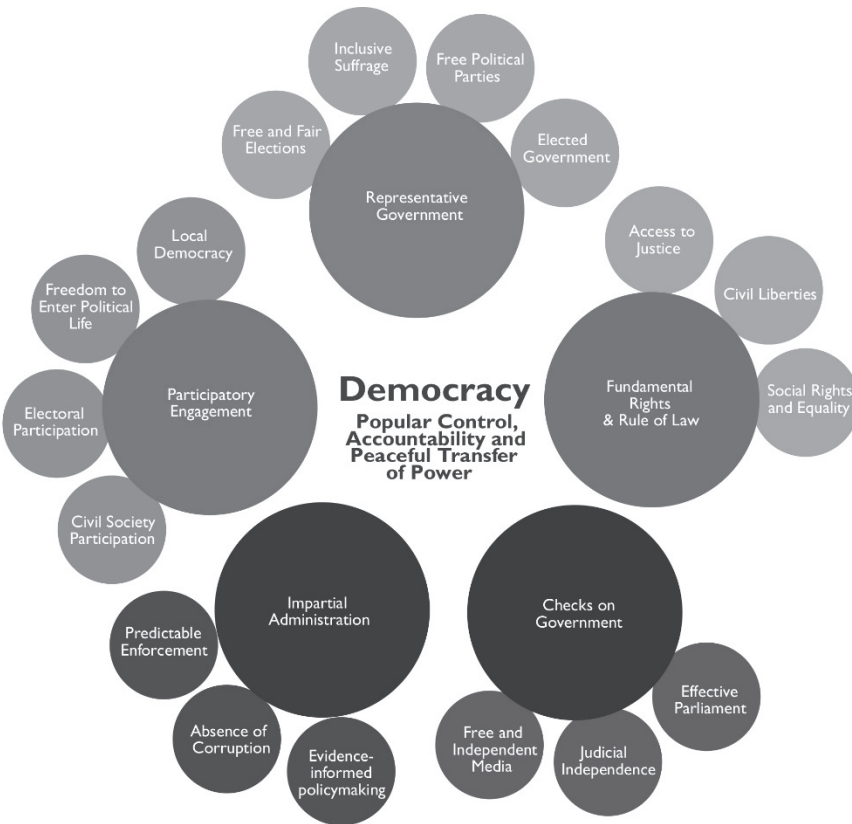 Inclusive
Suffrage
Free Political
Parties
Free and Fair
Elections
Elected
Government
Representative
Government
Local
Democracy
Freedom to
Enter Political
Life
Participatory
Engagement
Electoral
Participation
Civil Society
Participation
Access to
Justice
Civil Liberties
Fundamental
Rights
& Rule of Law
Social Rights
and Equality
Democracy
Popular Control,
Accountability and
Peaceful Transfer
of Power
Impartial
Administration
Predictable
Enforcement
Absence of
Corruption
Evidence-
informed
policymaking
Checks on
Government
Effective
Parliament
Free and
Independent
Media
Judicial
Independence